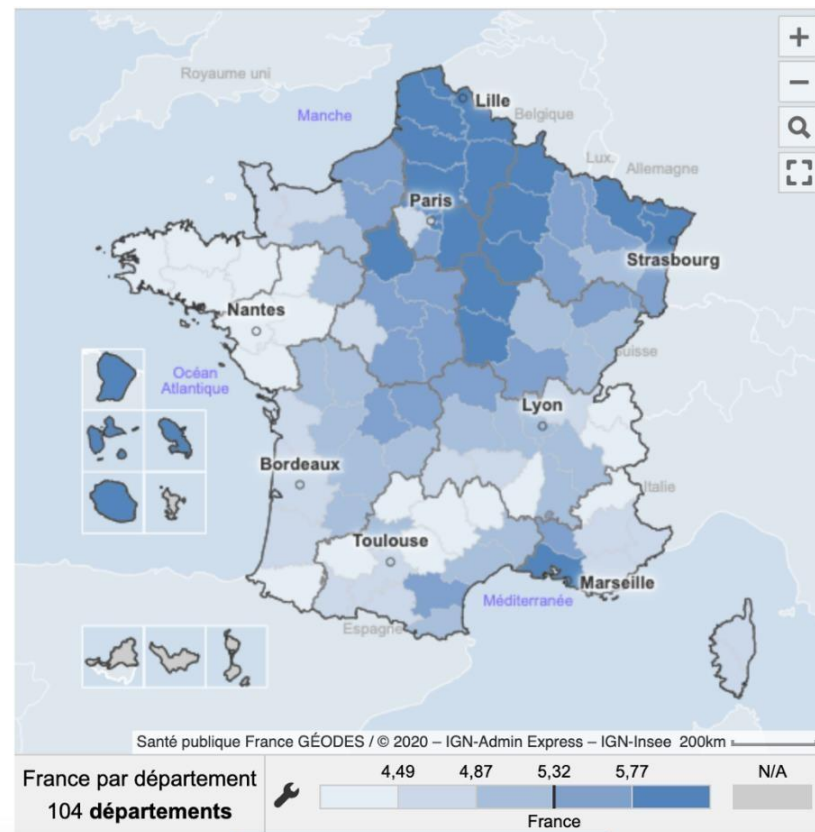 Royaume uni
Manche
Lille
Belgique
Lux.
Allemagne
Paris
Strasbourg
Nantes
Océan
Atlantique
Suisse
Lyon
Bordeaux
Italie
Toulouse
Marseille
Méditerranée
Espagne
Santé publique France GÉODES / © 2020 – IGN-Admin Express – IGN-Insee 200km
France par département
104 départements
4,49 4,87 5,32 5,77 N/A
France